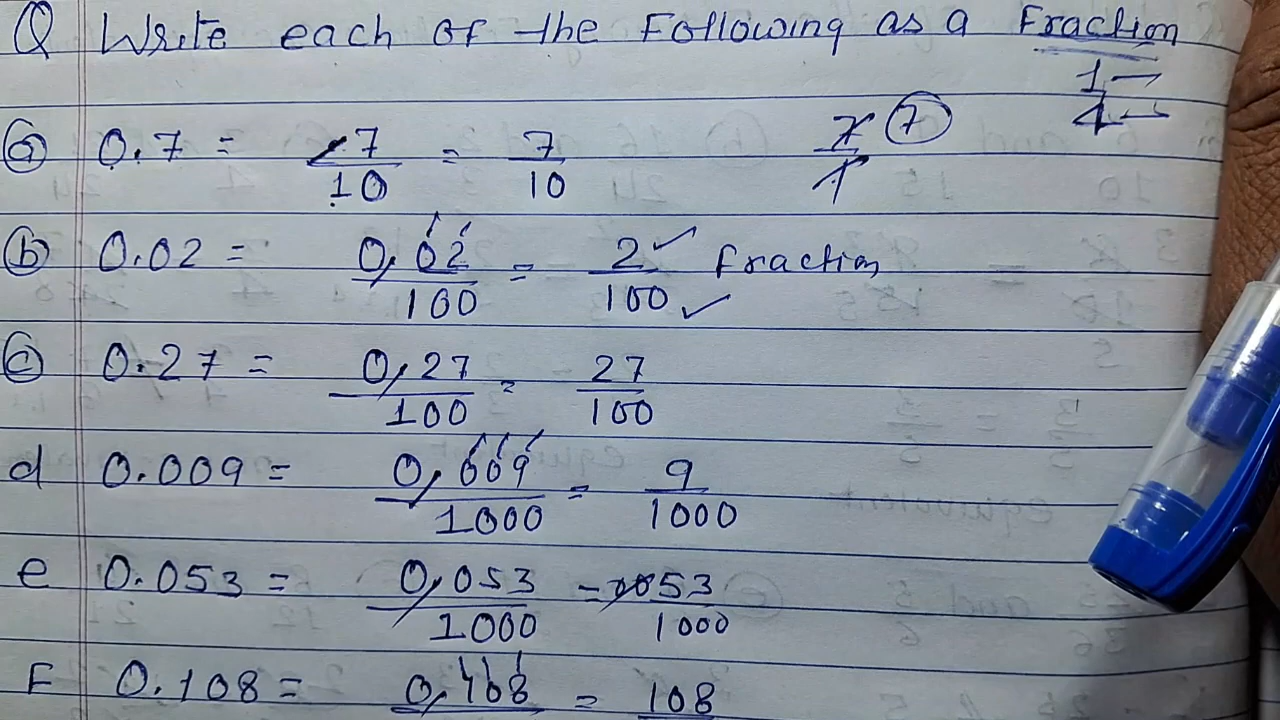 Q Write each of the Following as a Fraction
1
4
(a) 0.7 = 7/10 = 7/10 7/1 (7)
(b) 0.02 = 0,02/100 = 2/100 fraction
(c) 0.27 = 0,27/100 = 27/100
d 0.009 = 0,009/1000 = 9/1000
e 0.053 = 0,053/1000 = 0053/1000
F 0.108 = 0,108 = 108